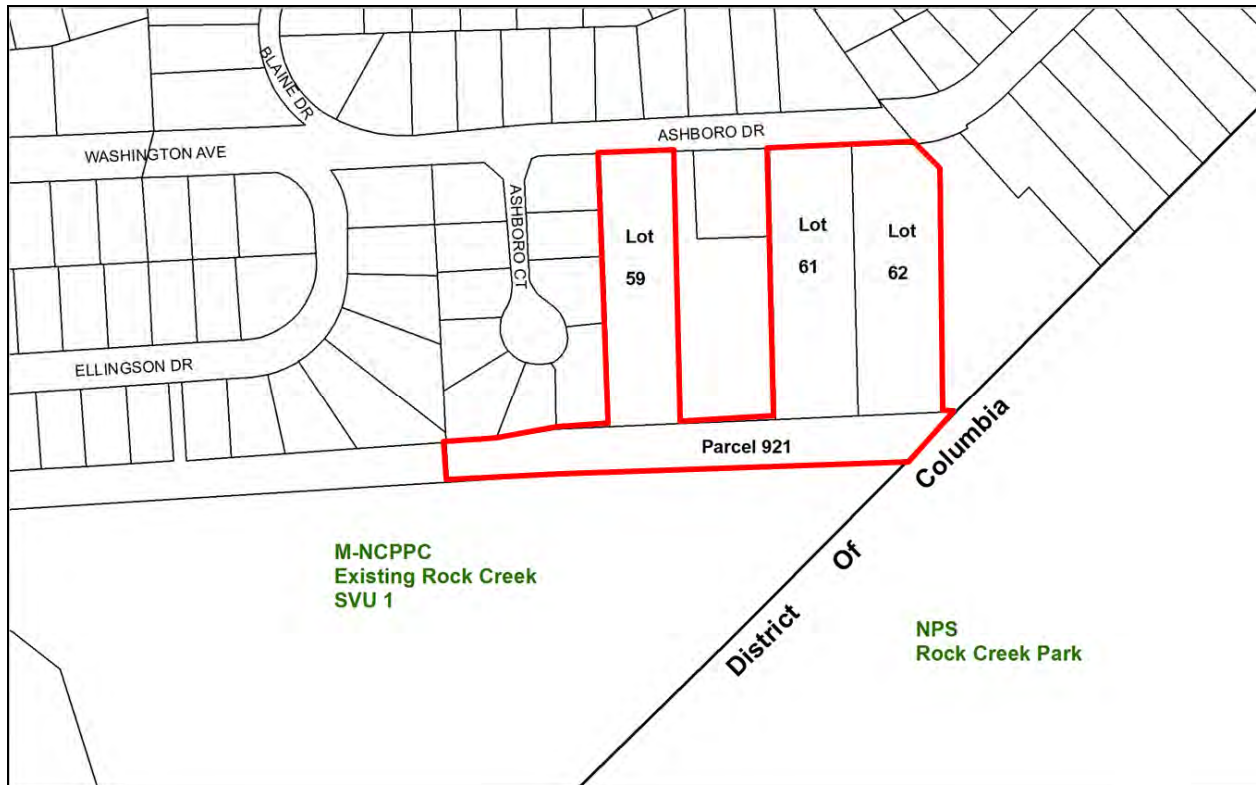 BLAINE DR
ASHBORO DR
WASHINGTON AVE
ASHBORO CT
Lot
59
Lot
61
Lot
62
ELLINGSON DR
Parcel 921
District Of Columbia
M-NCPPC
Existing Rock Creek
SVU 1
NPS
Rock Creek Park